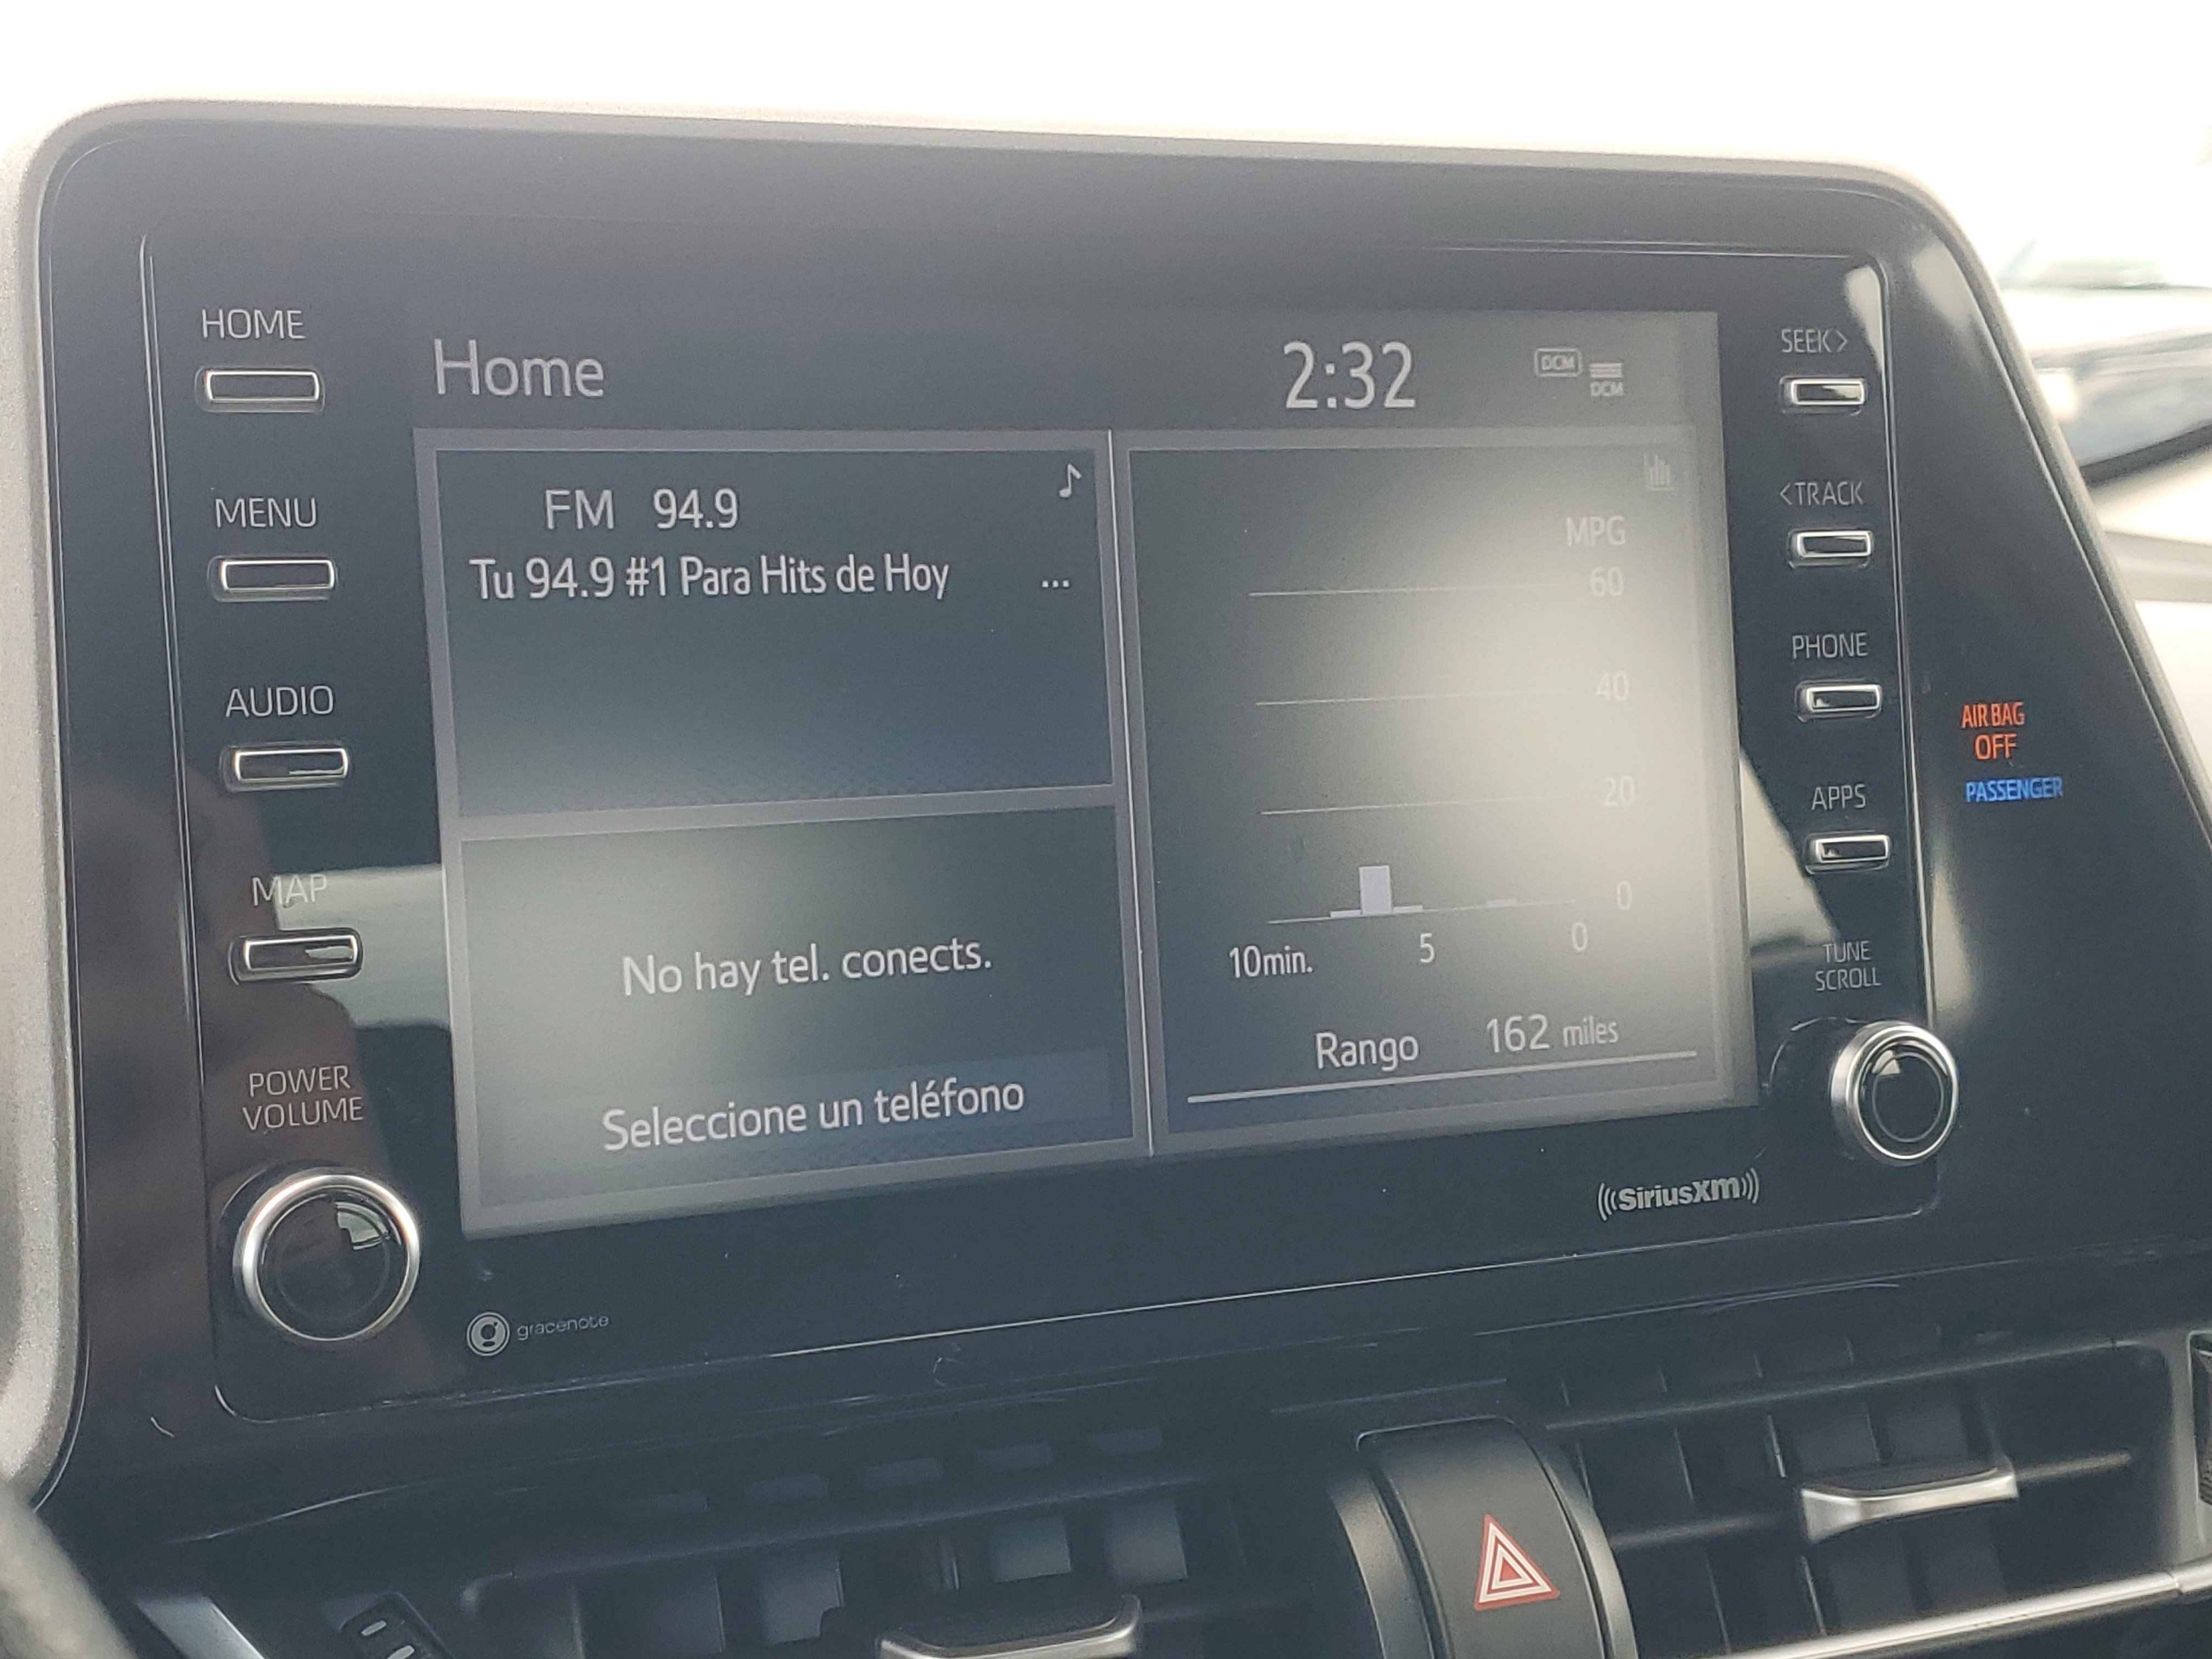 HOME
Home
2:32
DCM
DCM
SEEK>
MENU
FM 94.9
Tu 94.9 #1 Para Hits de Hoy ...
MPG
60
<TRACK
AUDIO
40
PHONE
AIR BAG
OFF
PASSENGER
20
APPS
MAP
0
No hay tel. conects.
10min. 5 0
TUNE
SCROLL
Rango 162 miles
POWER
VOLUME
Seleccione un teléfono
((SiriusXm))
gracenote